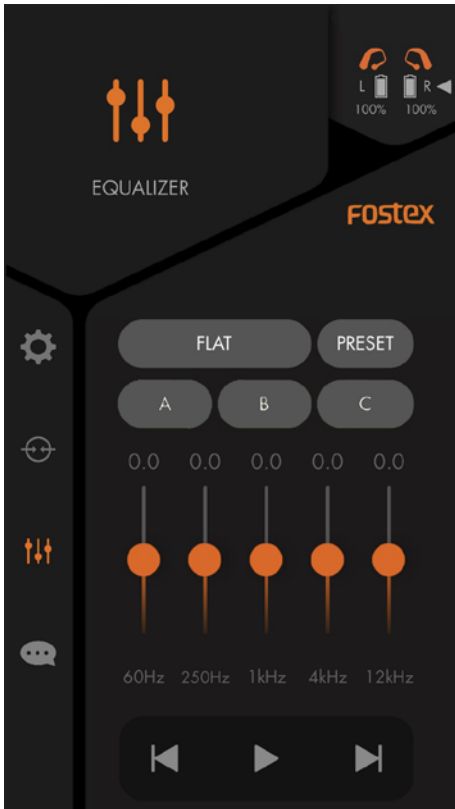 L R
100% 100%
EQUALIZER
FOSTEX
FLAT PRESET
A B C
0.0 0.0 0.0 0.0 0.0
60Hz 250Hz 1kHz 4kHz 12kHz